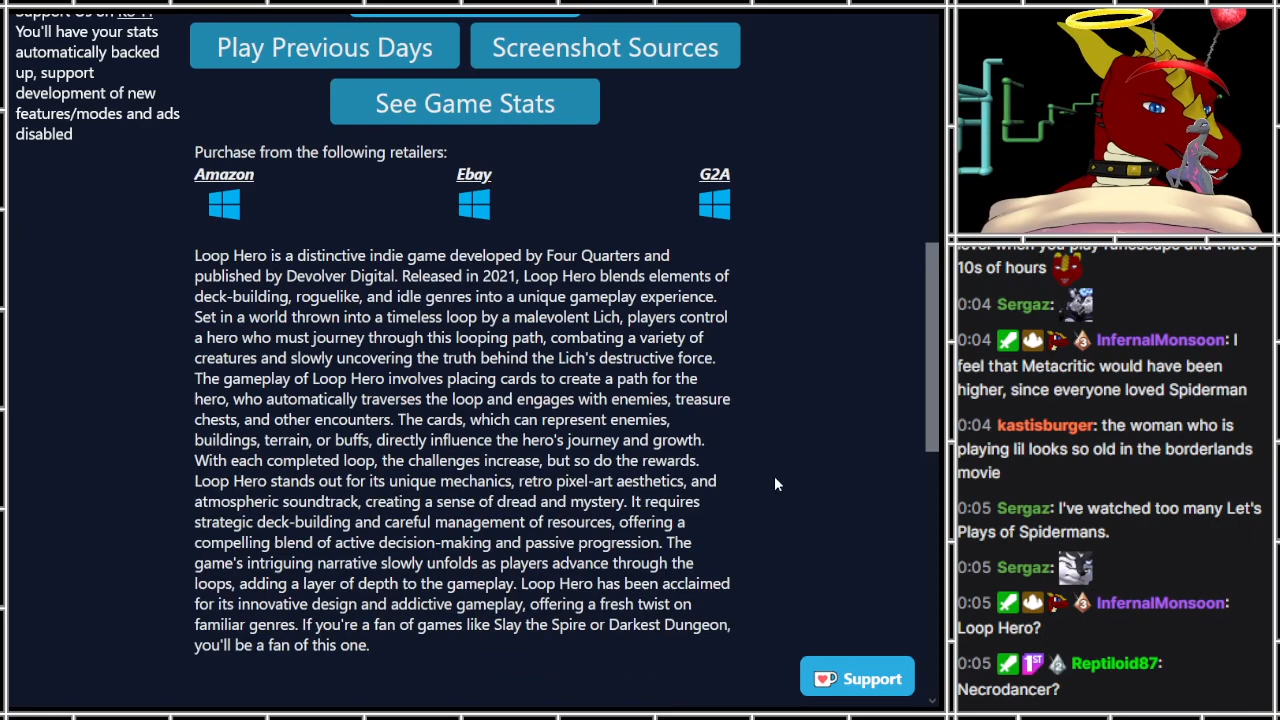 You'll have your stats
automatically backed
up, support
development of new
features/modes and ads
disabled
Play Previous Days
Screenshot Sources
See Game Stats
Purchase from the following retailers:
Amazon
Ebay
G2A
Loop Hero is a distinctive indie game developed by Four Quarters and
published by Devolver Digital. Released in 2021, Loop Hero blends elements of
deck-building, roguelike, and idle genres into a unique gameplay experience.
Set in a world thrown into a timeless loop by a malevolent Lich, players control
a hero who must journey through this looping path, combating a variety of
creatures and slowly uncovering the truth behind the Lich's destructive force.
The gameplay of Loop Hero involves placing cards to create a path for the
hero, who automatically traverses the loop and engages with enemies, treasure
chests, and other encounters. The cards, which can represent enemies,
buildings, terrain, or buffs, directly influence the hero's journey and growth.
With each completed loop, the challenges increase, but so do the rewards.
Loop Hero stands out for its unique mechanics, retro pixel-art aesthetics, and
atmospheric soundtrack, creating a sense of dread and mystery. It requires
strategic deck-building and careful management of resources, offering a
compelling blend of active decision-making and passive progression. The
game's intriguing narrative slowly unfolds as players advance through the
loops, adding a layer of depth to the gameplay. Loop Hero has been acclaimed
for its innovative design and addictive gameplay, offering a fresh twist on
familiar genres. If you're a fan of games like Slay the Spire or Darkest Dungeon,
you'll be a fan of this one.
Support
level when you play runescape and that's
10s of hours
0:04 Sergaz:
0:04 InfernalMonsoon: I
feel that Metacritic would have been
higher, since everyone loved Spiderman
0:04 kastisburger: the woman who is
playing lil looks so old in the borderlands
movie
0:05 Sergaz: I've watched too many Let's
Plays of Spidermans.
0:05 Sergaz:
0:05 InfernalMonsoon:
Loop Hero?
0:05 1ST Reptiloid87:
Necrodancer?